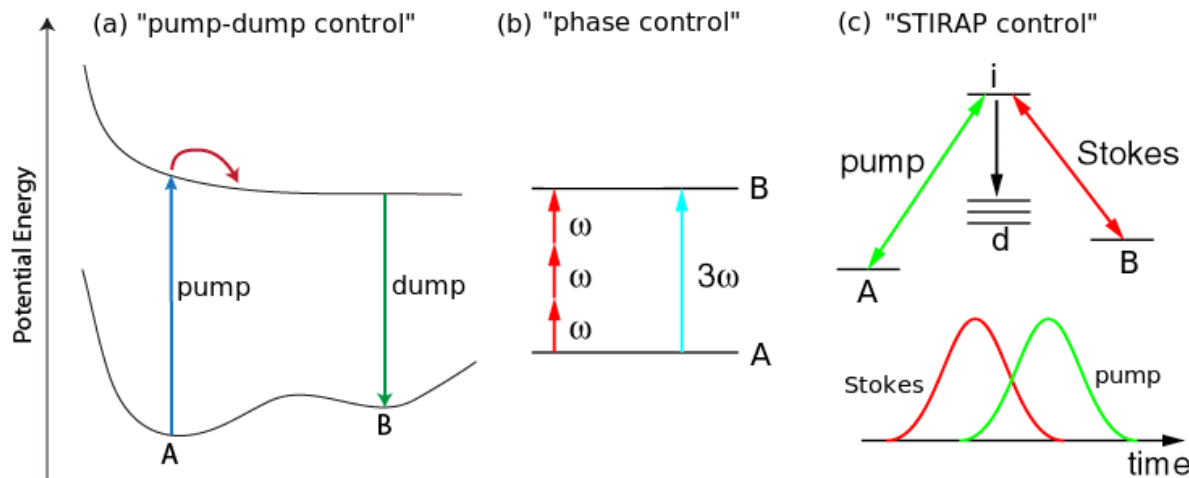 (a) "pump-dump control"
(b) "phase control"
(c) "STIRAP control"
Potential Energy
pump
dump
A
B
B
ω
ω
ω
3ω
A
i
pump
Stokes
d
A
B
Stokes
pump
time